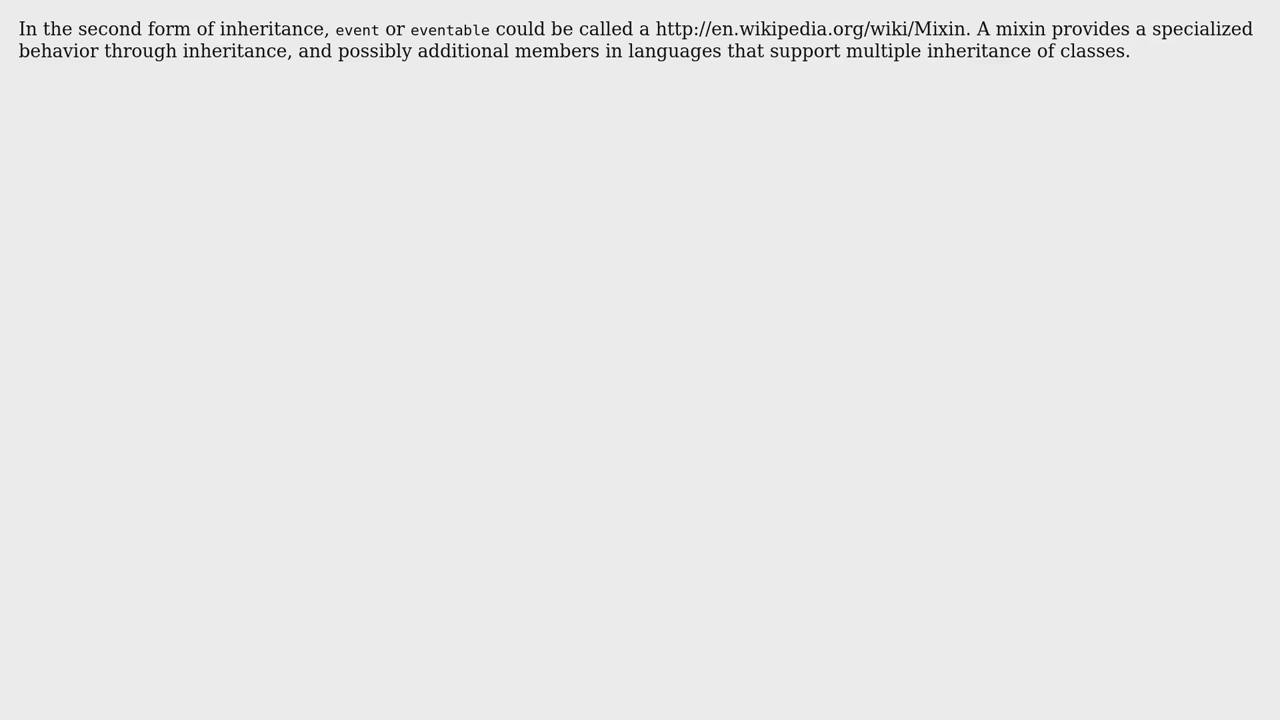 In the second form of inheritance, event or eventable could be called a http://en.wikipedia.org/wiki/Mixin. A mixin provides a specialized
behavior through inheritance, and possibly additional members in languages that support multiple inheritance of classes.